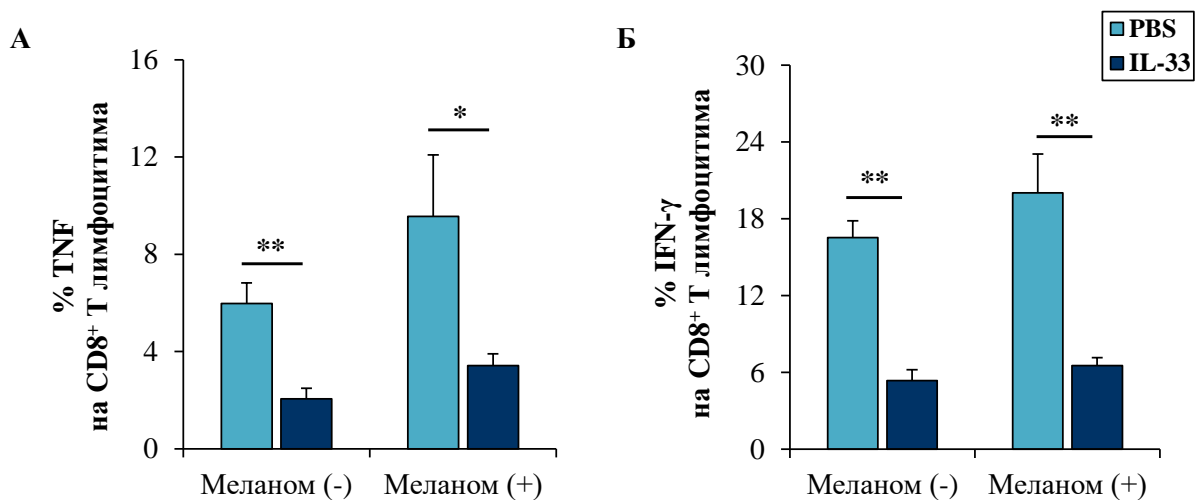 А
% TNF
на CD8⁺ Т лимфоцитима
16
12
8
4
0
**
*
Меланом (-)
Меланом (+)
Б
% IFN-γ
на CD8⁺ Т лимфоцитима
30
24
18
12
6
0
**
**
Меланом (-)
Меланом (+)
PBS
IL-33